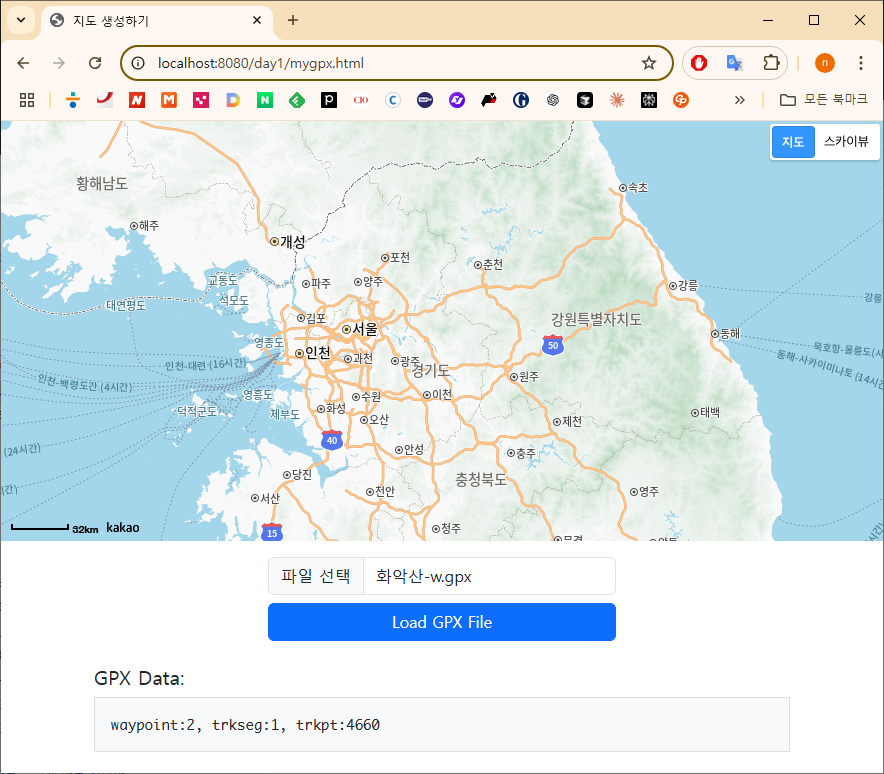 지도 생성하기
localhost:8080/day1/mygpx.html
n
모든 북마크
지도 스카이뷰
황해남도
속초
해주
개성
포천
춘천
교동도
파주 양주
강릉
석모도
대연평도
김포
강원특별자치도
서울
동해
영종도
50
인천
과천
광주
경기도
묵호항-울릉도(시
동해-사카이미나토 (14시
인천-대련 (16시간)
인천-백령도간 (4시간)
원주
영흥도
수원
이천
덕적군도
제부도
화성
태백
오산
제천
40
안성
충주
(24시간)
당진
충청북도
서산
천안
영주
15
청주
32km kakao
파일 선택 화악산-w.gpx
Load GPX File
GPX Data:
waypoint:2, trkseg:1, trkpt:4660